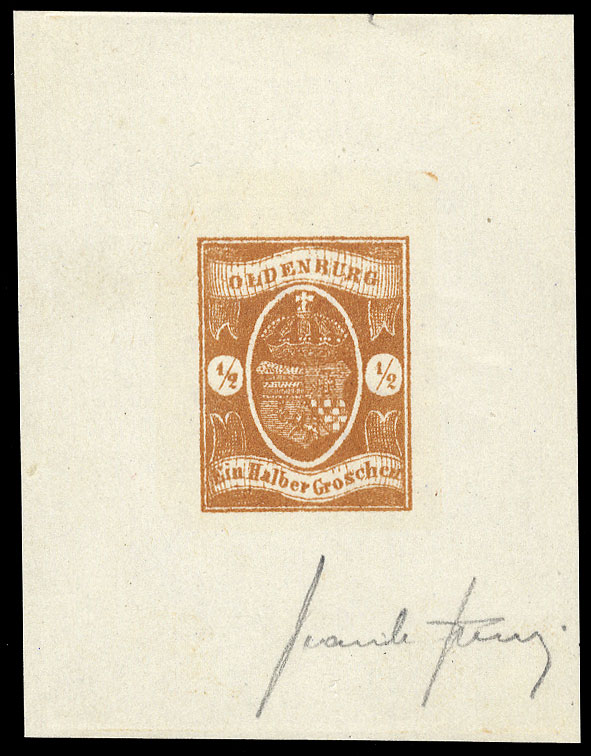 OLDENBURG
1/2 1/2
Ein Halber Groschen